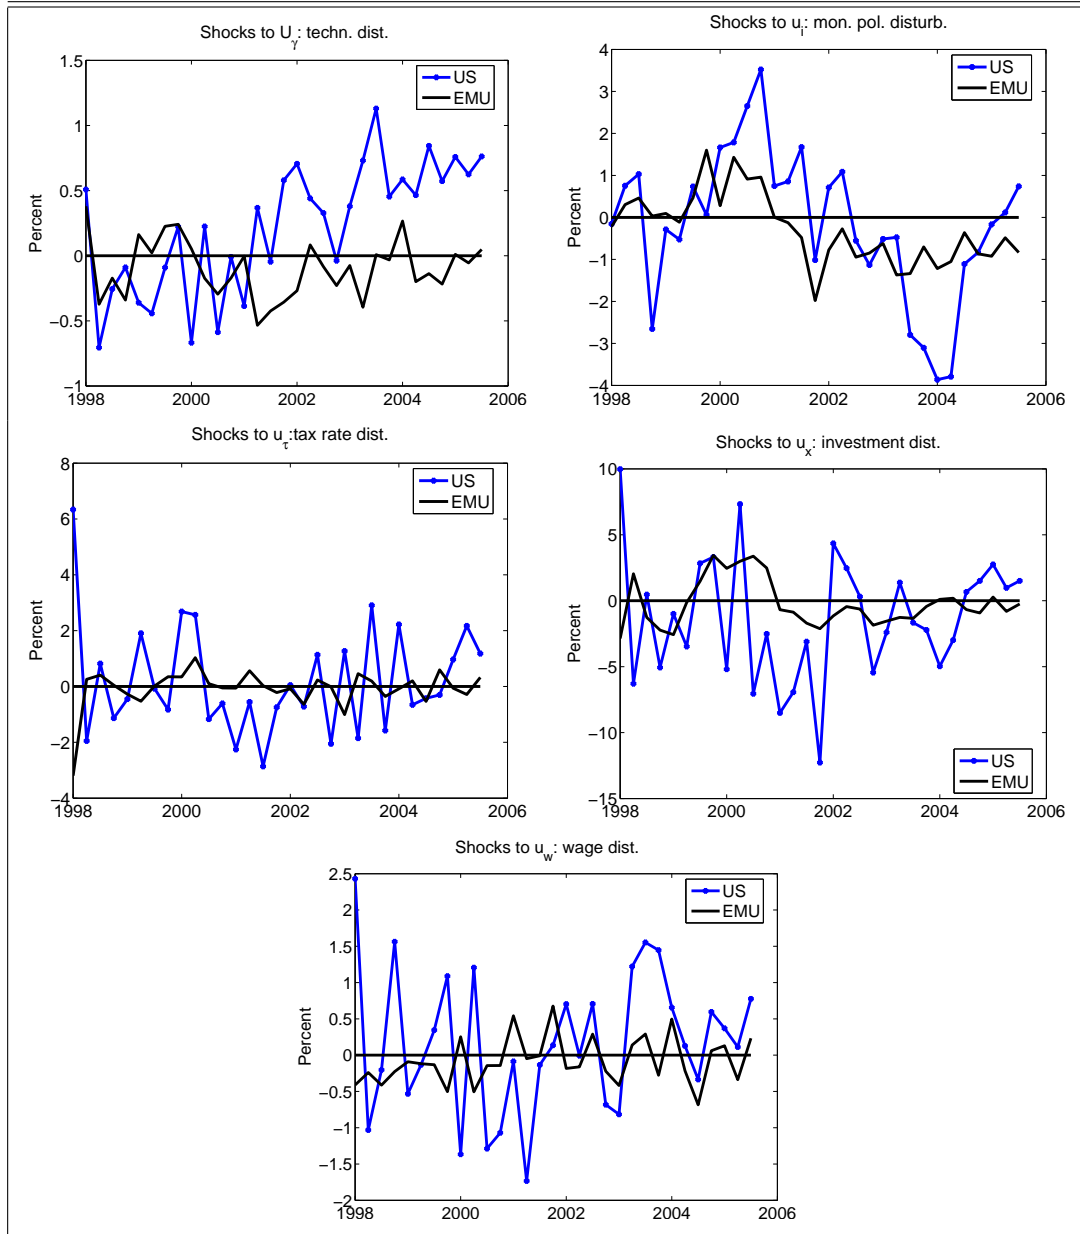 Shocks to Uγ: techn. dist.
1.5
1
0.5
0
−0.5
−1
Percent
US
EMU
1998 2000 2002 2004 2006
Shocks to ui: mon. pol. disturb.
4
3
2
1
0
−1
−2
−3
−4
Percent
US
EMU
1998 2000 2002 2004 2006
Shocks to uτ:tax rate dist.
8
6
4
2
0
−2
−4
Percent
US
EMU
1998 2000 2002 2004 2006
Shocks to ux: investment dist.
10
5
0
−5
−10
−15
Percent
US
EMU
1998 2000 2002 2004 2006
Shocks to uw: wage dist.
2.5
2
1.5
1
0.5
0
−0.5
−1
−1.5
−2
Percent
US
EMU
1998 2000 2002 2004 2006